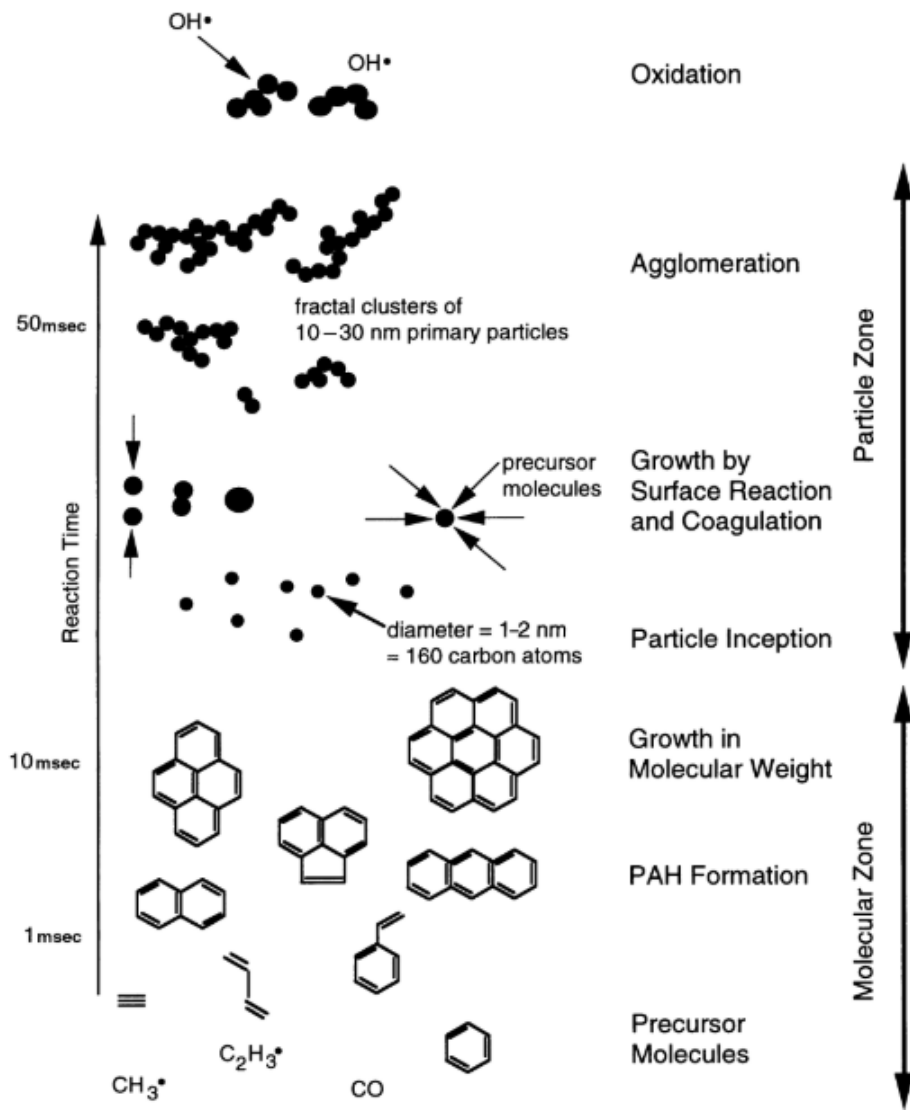 OH•
OH•
Oxidation
Agglomeration
fractal clusters of
10–30 nm primary particles
50msec
Particle Zone
precursor
molecules
Growth by
Surface Reaction
and Coagulation
Reaction Time
diameter = 1–2 nm
= 160 carbon atoms
Particle Inception
Growth in
Molecular Weight
10msec
PAH Formation
Molecular Zone
1msec
Precursor
Molecules
C₂H₃•
CH₃•
CO